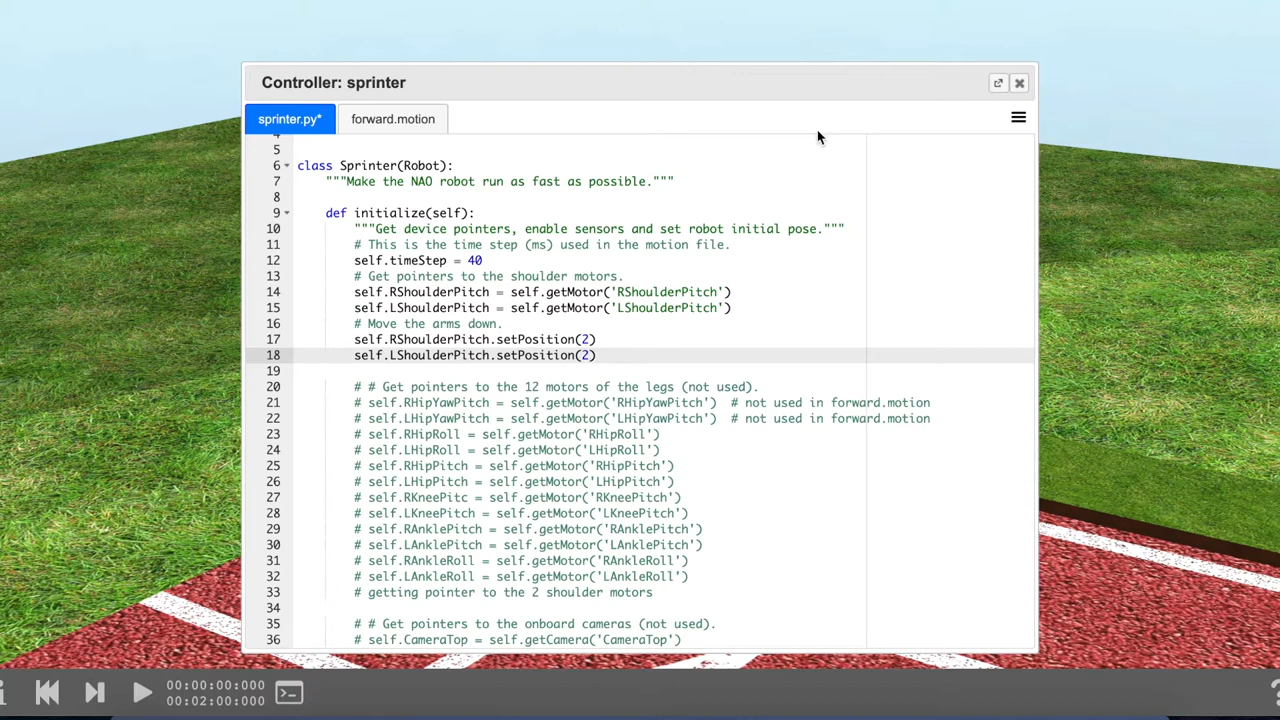 Controller: sprinter
sprinter.py*
forward.motion
5
6 class Sprinter(Robot):
7 """Make the NAO robot run as fast as possible."""
8
9 def initialize(self):
10 """Get device pointers, enable sensors and set robot initial pose."""
11 # This is the time step (ms) used in the motion file.
12 self.timeStep = 40
13 # Get pointers to the shoulder motors.
14 self.RShoulderPitch = self.getMotor('RShoulderPitch')
15 self.LShoulderPitch = self.getMotor('LShoulderPitch')
16 # Move the arms down.
17 self.RShoulderPitch.setPosition(2)
18 self.LShoulderPitch.setPosition(2)
19
20 # # Get pointers to the 12 motors of the legs (not used).
21 # self.RHipYawPitch = self.getMotor('RHipYawPitch')  # not used in forward.motion
22 # self.LHipYawPitch = self.getMotor('LHipYawPitch')  # not used in forward.motion
23 # self.RHipRoll = self.getMotor('RHipRoll')
24 # self.LHipRoll = self.getMotor('LHipRoll')
25 # self.RHipPitch = self.getMotor('RHipPitch')
26 # self.LHipPitch = self.getMotor('LHipPitch')
27 # self.RKneePitc = self.getMotor('RKneePitch')
28 # self.LKneePitch = self.getMotor('LKneePitch')
29 # self.RAnklePitch = self.getMotor('RAnklePitch')
30 # self.LAnklePitch = self.getMotor('LAnklePitch')
31 # self.RAnkleRoll = self.getMotor('RAnkleRoll')
32 # self.LAnkleRoll = self.getMotor('LAnkleRoll')
33 # getting pointer to the 2 shoulder motors
34
35 # # Get pointers to the onboard cameras (not used).
36 # self.CameraTop = self.getCamera('CameraTop')
00:00:00:000
00:02:00:000